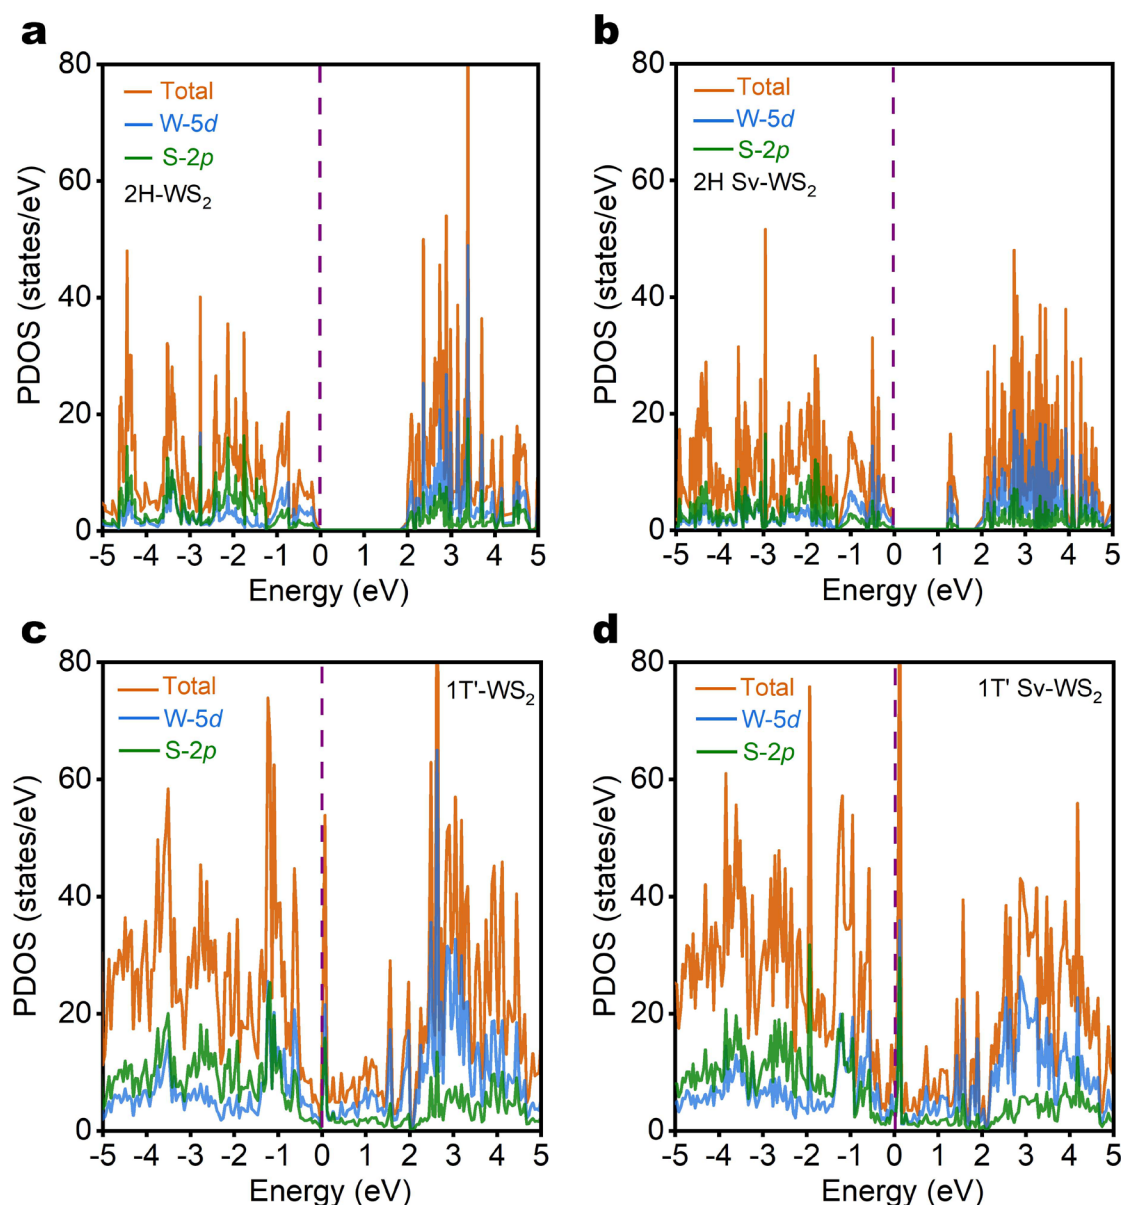 a
80
60
40
20
0
PDOS (states/eV)
Total
W-5d
S-2p
2H-WS2
-5 -4 -3 -2 -1 0 1 2 3 4 5
Energy (eV)
b
80
60
40
20
0
PDOS (states/eV)
Total
W-5d
S-2p
2H Sv-WS2
-5 -4 -3 -2 -1 0 1 2 3 4 5
Energy (eV)
c
80
60
40
20
0
PDOS (states/eV)
Total
W-5d
S-2p
1T'-WS2
-5 -4 -3 -2 -1 0 1 2 3 4 5
Energy (eV)
d
80
60
40
20
0
PDOS (states/eV)
Total
W-5d
S-2p
1T' Sv-WS2
-5 -4 -3 -2 -1 0 1 2 3 4 5
Energy (eV)